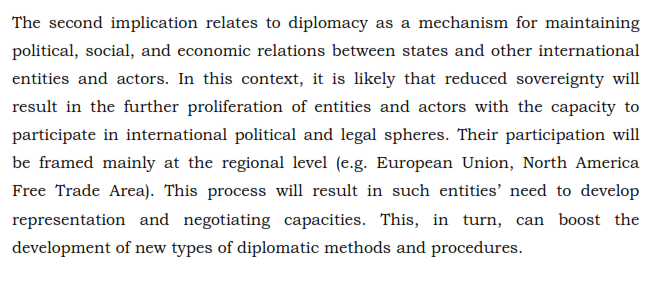 The second implication relates to diplomacy as a mechanism for maintaining
political, social, and economic relations between states and other international
entities and actors. In this context, it is likely that reduced sovereignty will
result in the further proliferation of entities and actors with the capacity to
participate in international political and legal spheres. Their participation will
be framed mainly at the regional level (e.g. European Union, North America
Free Trade Area). This process will result in such entities’ need to develop
representation and negotiating capacities. This, in turn, can boost the
development of new types of diplomatic methods and procedures.